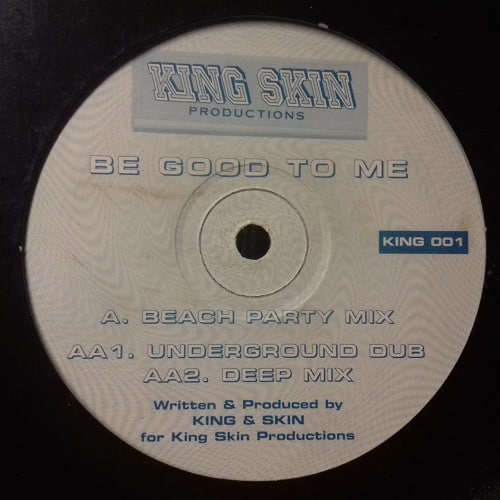 KING SKIN
PRODUCTIONS
BE GOOD TO ME
KING 001
A. BEACH PARTY MIX
AA1. UNDERGROUND DUB
AA2. DEEP MIX
Written & Produced by
KING & SKIN
for King Skin Productions